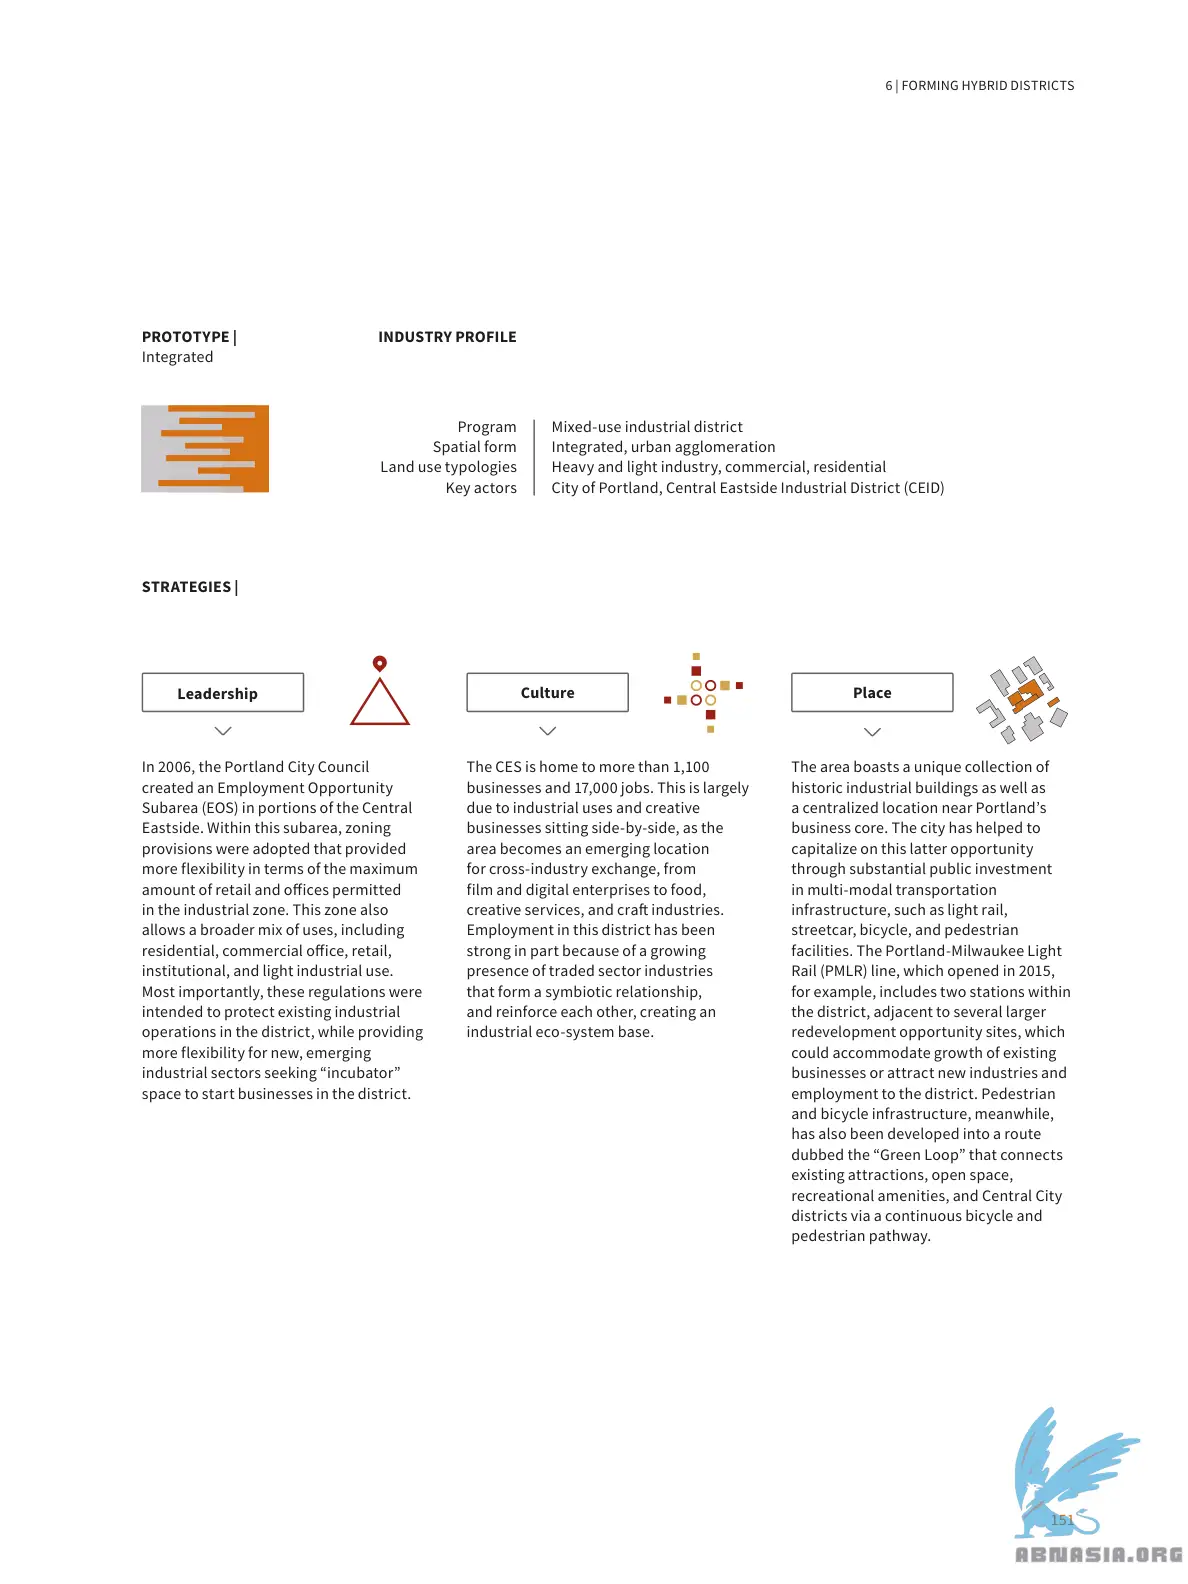 6 | FORMING HYBRID DISTRICTS
PROTOTYPE |
Integrated
INDUSTRY PROFILE
Program Mixed-use industrial district
Spatial form Integrated, urban agglomeration
Land use typologies Heavy and light industry, commercial, residential
Key actors City of Portland, Central Eastside Industrial District (CEID)
STRATEGIES |
Leadership
In 2006, the Portland City Council
created an Employment Opportunity
Subarea (EOS) in portions of the Central
Eastside. Within this subarea, zoning
provisions were adopted that provided
more flexibility in terms of the maximum
amount of retail and offices permitted
in the industrial zone. This zone also
allows a broader mix of uses, including
residential, commercial office, retail,
institutional, and light industrial use.
Most importantly, these regulations were
intended to protect existing industrial
operations in the district, while providing
more flexibility for new, emerging
industrial sectors seeking “incubator”
space to start businesses in the district.
Culture
The CES is home to more than 1,100
businesses and 17,000 jobs. This is largely
due to industrial uses and creative
businesses sitting side-by-side, as the
area becomes an emerging location
for cross-industry exchange, from
film and digital enterprises to food,
creative services, and craft industries.
Employment in this district has been
strong in part because of a growing
presence of traded sector industries
that form a symbiotic relationship,
and reinforce each other, creating an
industrial eco-system base.
Place
The area boasts a unique collection of
historic industrial buildings as well as
a centralized location near Portland’s
business core. The city has helped to
capitalize on this latter opportunity
through substantial public investment
in multi-modal transportation
infrastructure, such as light rail,
streetcar, bicycle, and pedestrian
facilities. The Portland-Milwaukee Light
Rail (PMLR) line, which opened in 2015,
for example, includes two stations within
the district, adjacent to several larger
redevelopment opportunity sites, which
could accommodate growth of existing
businesses or attract new industries and
employment to the district. Pedestrian
and bicycle infrastructure, meanwhile,
has also been developed into a route
dubbed the “Green Loop” that connects
existing attractions, open space,
recreational amenities, and Central City
districts via a continuous bicycle and
pedestrian pathway.
151
ABNASIA.ORG